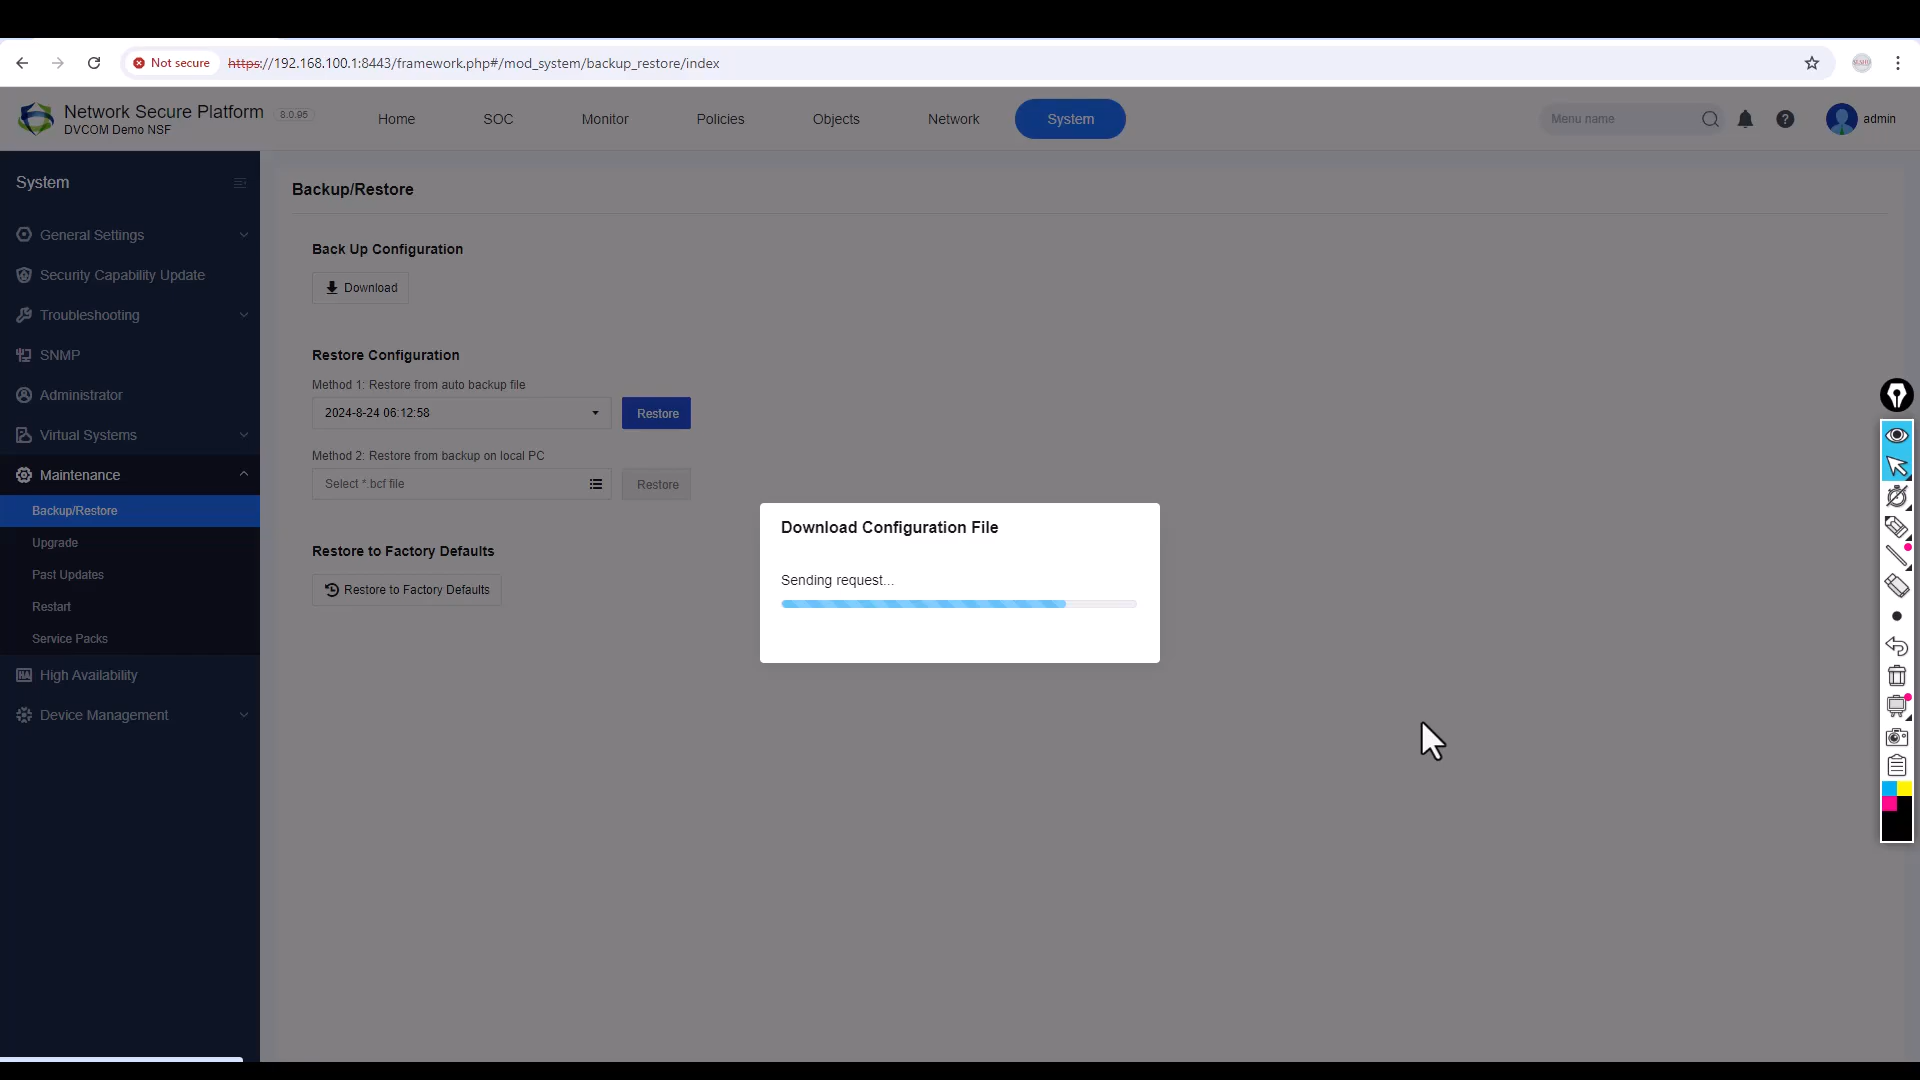 Not secure
https://192.168.100.1:8443/framework.php#/mod_system/backup_restore/index
Network Secure Platform 8.0.95
DVCOM Demo NSF
Home
SOC
Monitor
Policies
Objects
Network
System
Menu name
admin
System
General Settings
Security Capability Update
Troubleshooting
SNMP
Administrator
Virtual Systems
Maintenance
Backup/Restore
Upgrade
Past Updates
Restart
Service Packs
HA High Availability
Device Management
Backup/Restore
Back Up Configuration
Download
Restore Configuration
Method 1: Restore from auto backup file
2024-8-24 06:12:58
Restore
Method 2: Restore from backup on local PC
Select *.bcf file
Restore
Restore to Factory Defaults
Restore to Factory Defaults
Download Configuration File
Sending request...